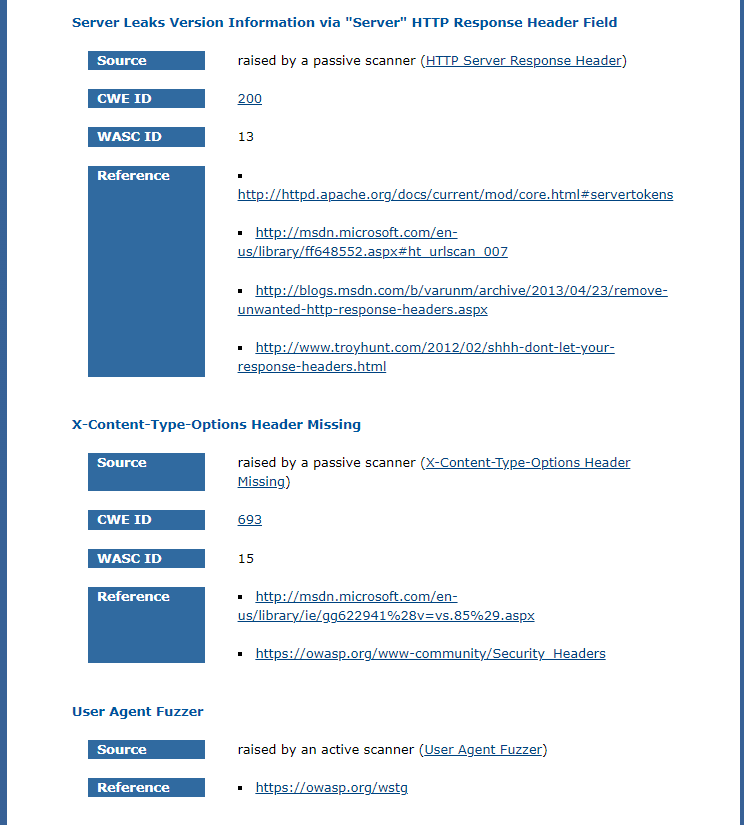 Server Leaks Version Information via "Server" HTTP Response Header Field
Source raised by a passive scanner (HTTP Server Response Header)
CWE ID 200
WASC ID 13
Reference ▪
http://httpd.apache.org/docs/current/mod/core.html#servertokens
▪ http://msdn.microsoft.com/en-
us/library/ff648552.aspx#ht_urlscan_007
▪ http://blogs.msdn.com/b/varunm/archive/2013/04/23/remove-
unwanted-http-response-headers.aspx
▪ http://www.troyhunt.com/2012/02/shhh-dont-let-your-
response-headers.html
X-Content-Type-Options Header Missing
Source raised by a passive scanner (X-Content-Type-Options Header
Missing)
CWE ID 693
WASC ID 15
Reference ▪ http://msdn.microsoft.com/en-
us/library/ie/gg622941%28v=vs.85%29.aspx
▪ https://owasp.org/www-community/Security_Headers
User Agent Fuzzer
Source raised by an active scanner (User Agent Fuzzer)
Reference ▪ https://owasp.org/wstg